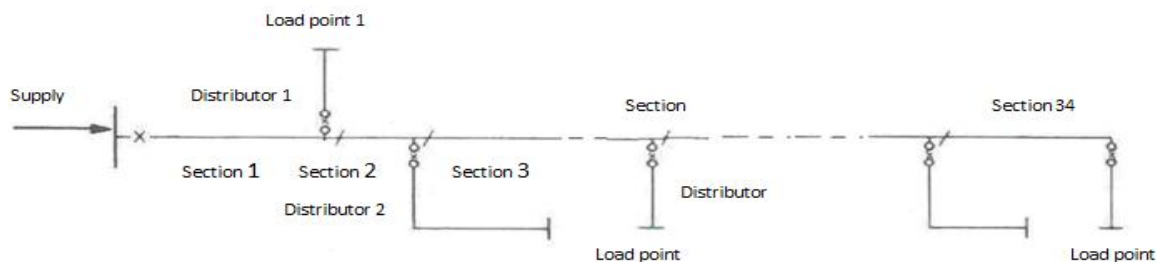 Load point 1
Supply
Distributor 1
Section
Section 34
Section 1
Section 2
Section 3
Distributor 2
Distributor
Load point
Load point